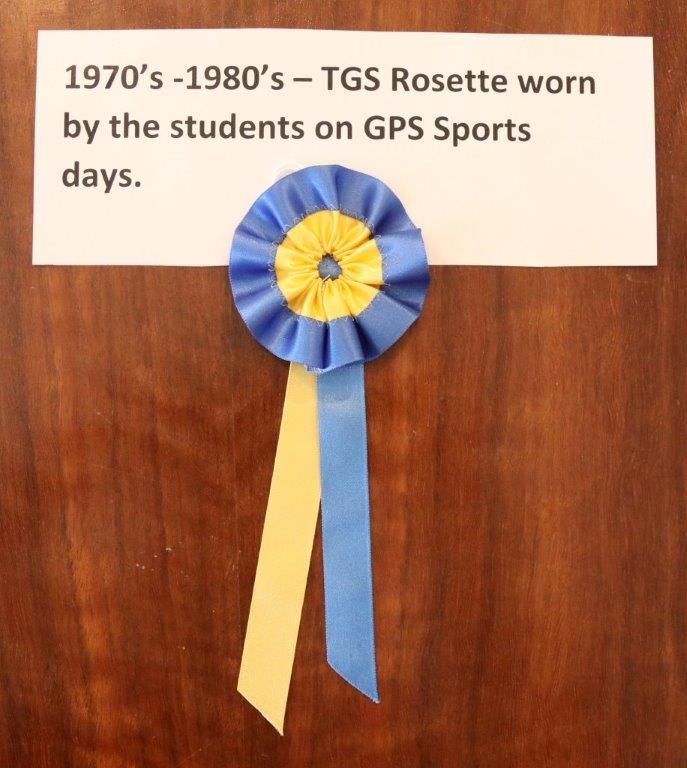 1970’s -1980’s – TGS Rosette worn
by the students on GPS Sports
days.